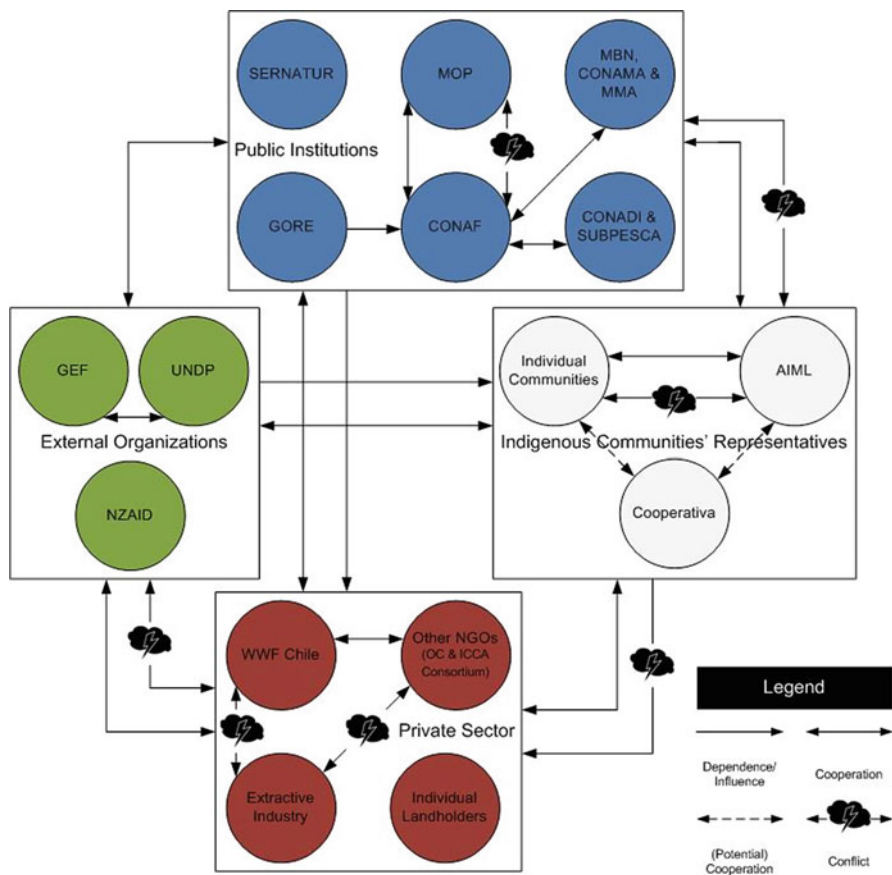 SERNATUR
MOP
MBN,
CONAMA &
MMA
Public Institutions
GORE
CONAF
CONADI &
SUBPESCA
GEF
UNDP
External Organizations
NZAID
Individual
Communities
AIML
Indigenous Communities' Representatives
Cooperativa
WWF Chile
Other NGOs
(OC & ICCA
Consortium)
Private Sector
Extractive
Industry
Individual
Landholders
Legend
Dependence/
Influence
Cooperation
(Potential)
Cooperation
Conflict